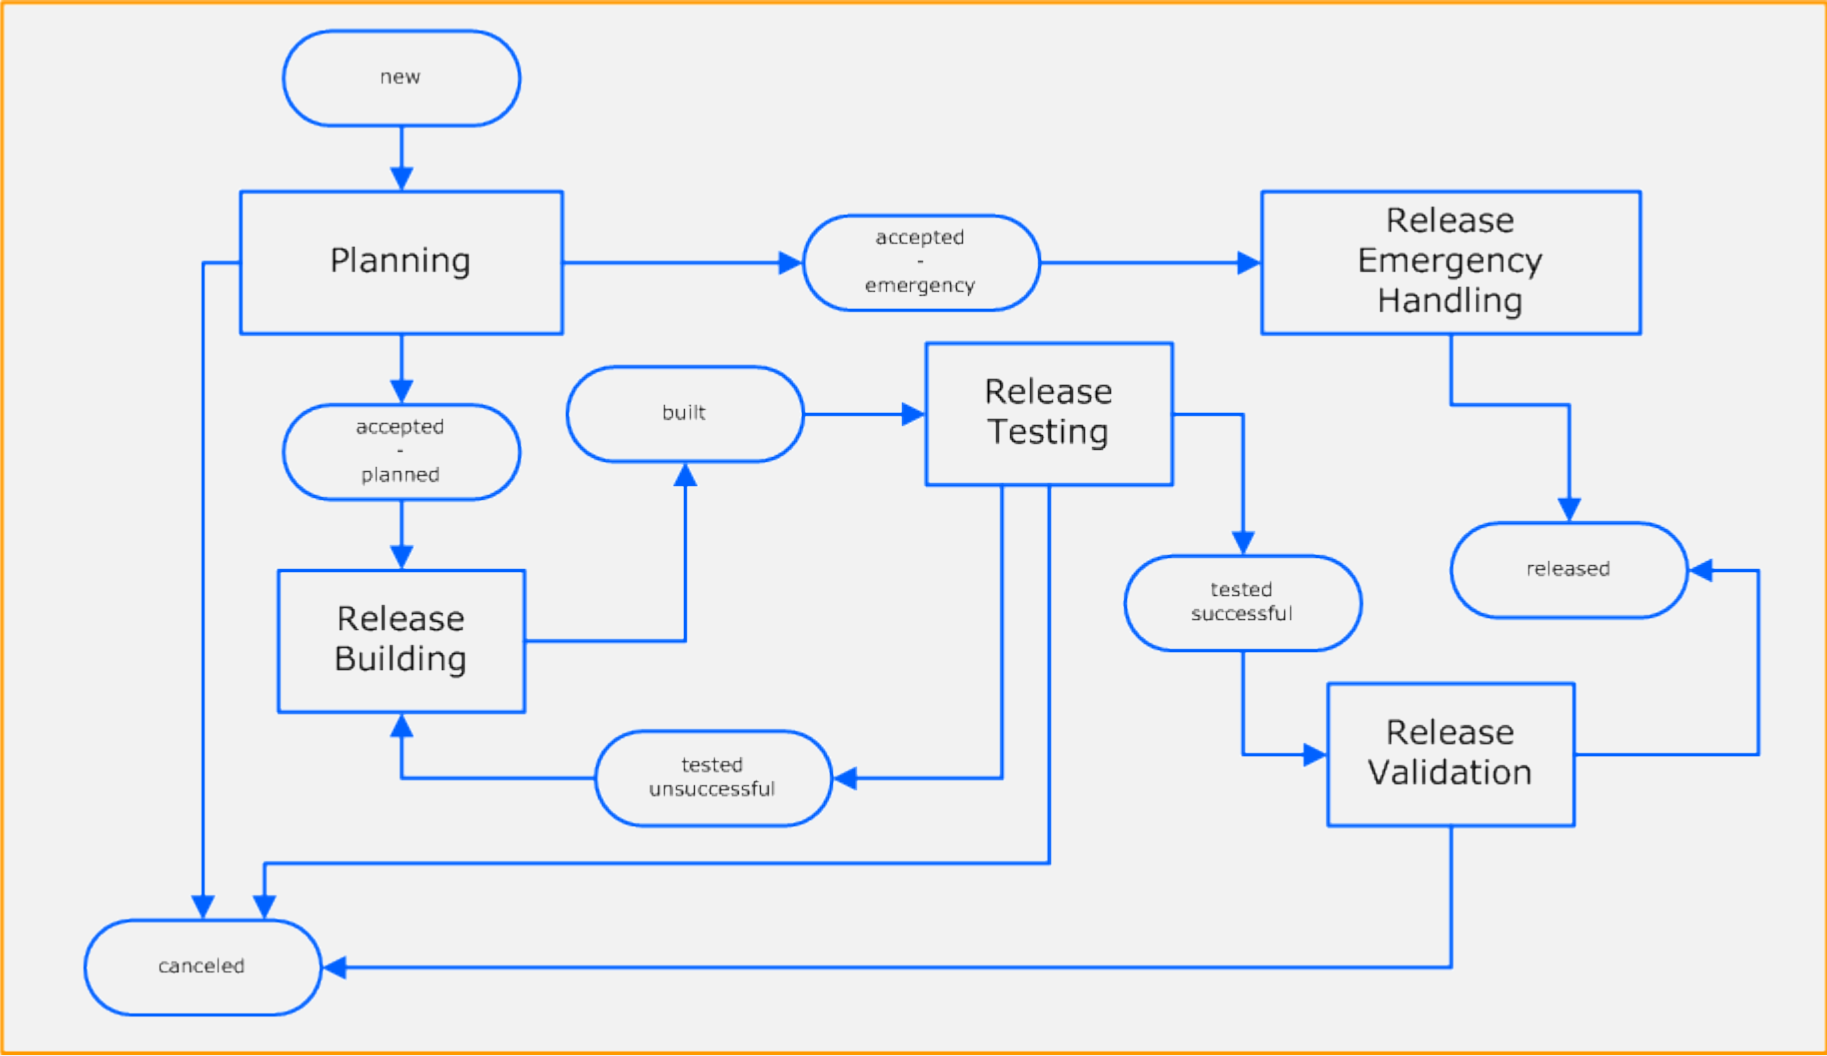 new
Planning
accepted
-
emergency
Release
Emergency
Handling
accepted
-
planned
built
Release
Testing
Release
Building
tested
successful
released
tested
unsuccessful
Release
Validation
canceled